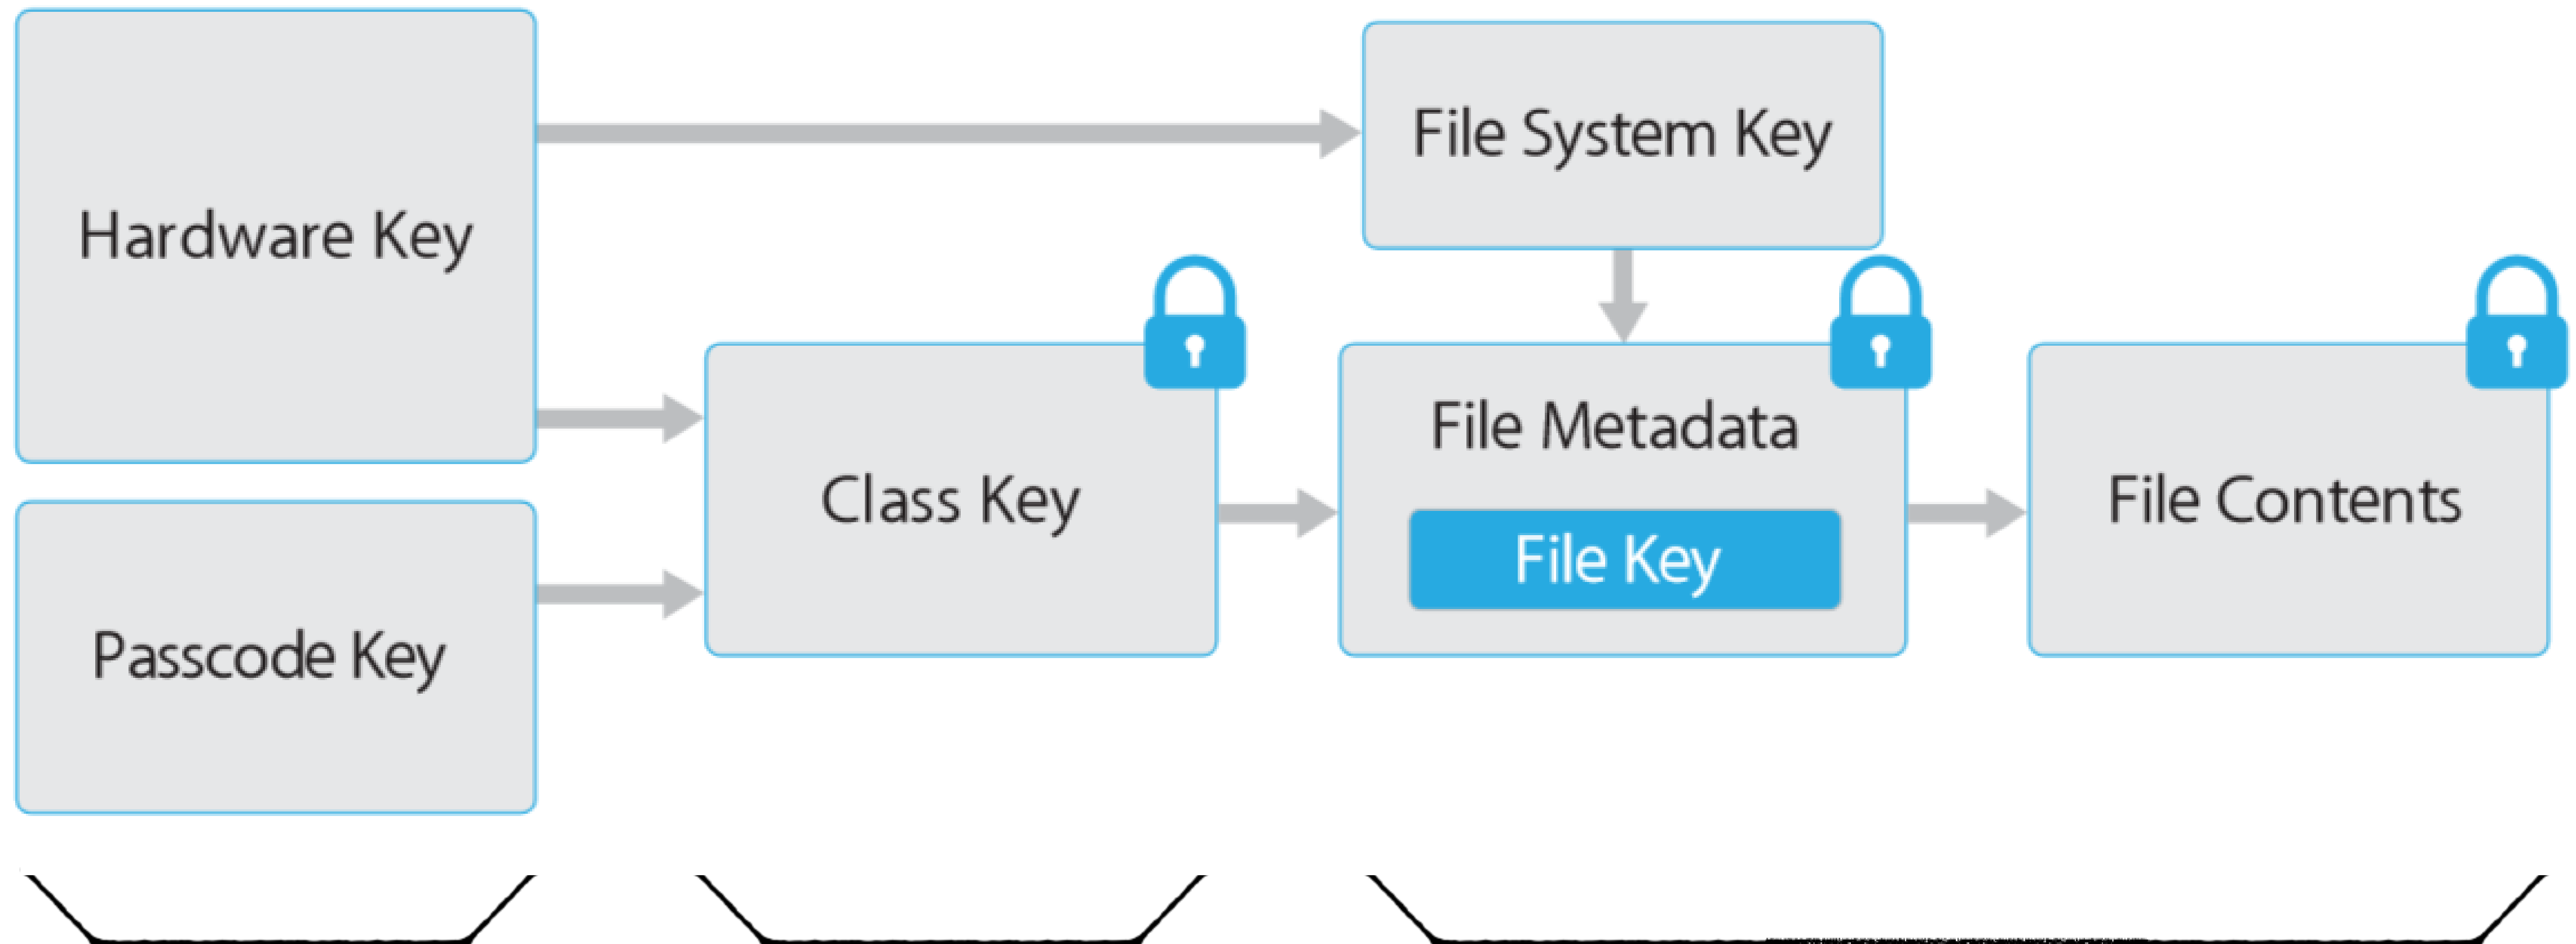 Hardware Key
File System Key
Passcode Key
Class Key
File Metadata
File Key
File Contents